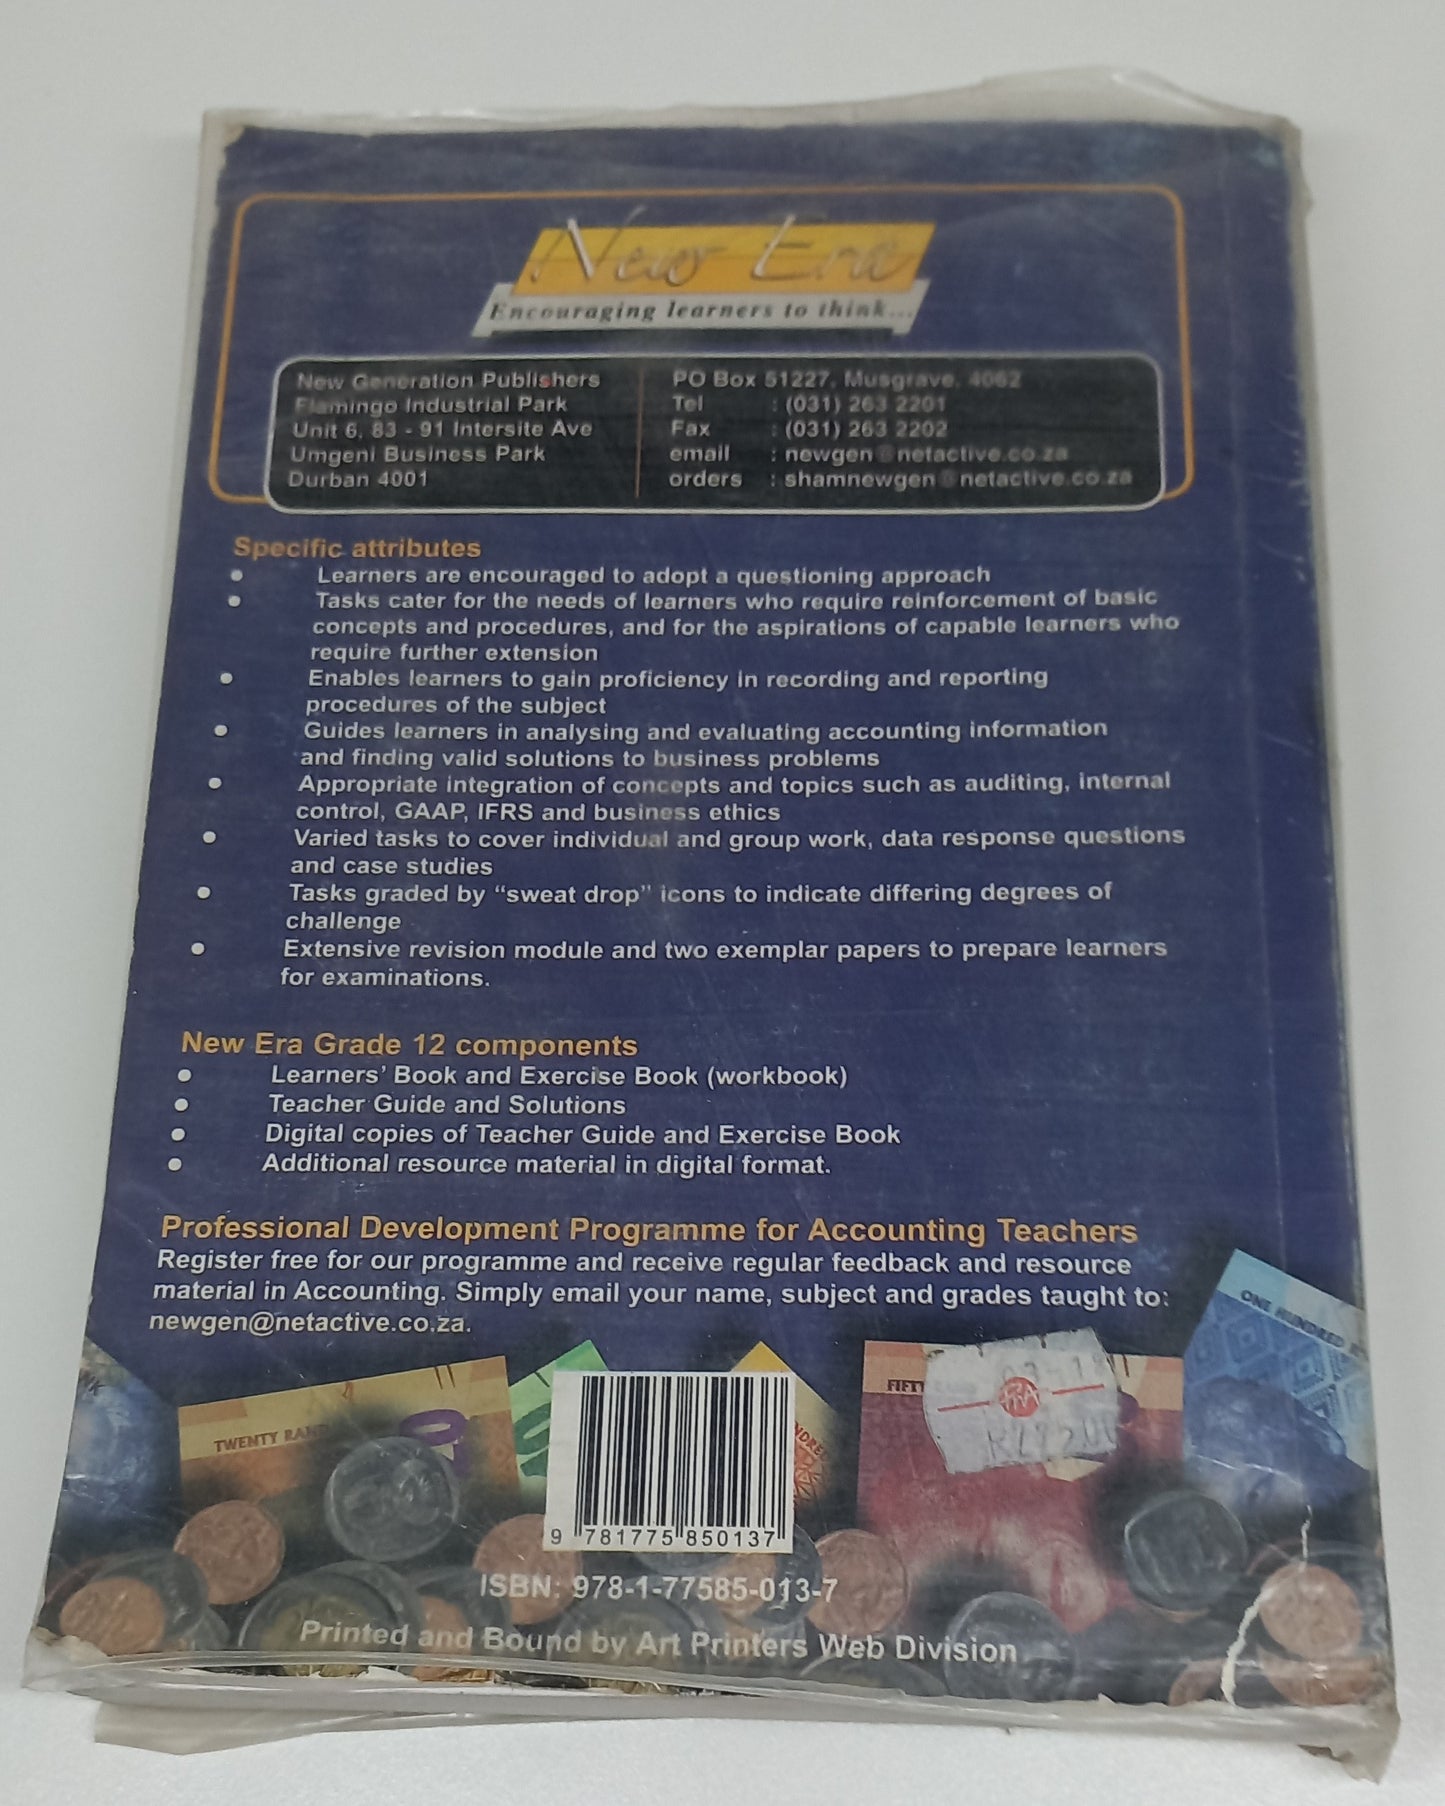 New Era
Encouraging learners to think...
New Generation Publishers
Flamingo Industrial Park
Unit 6, 83 - 91 Intersite Ave
Umgeni Business Park
Durban 4001
PO Box 51227, Musgrave, 4062
Tel : (031) 263 2201
Fax : (031) 263 2202
email : newgen@netactive.co.za
orders : shamnewgen@netactive.co.za
Specific attributes
• Learners are encouraged to adopt a questioning approach
• Tasks cater for the needs of learners who require reinforcement of basic
concepts and procedures, and for the aspirations of capable learners who
require further extension
• Enables learners to gain proficiency in recording and reporting
procedures of the subject
• Guides learners in analysing and evaluating accounting information
and finding valid solutions to business problems
• Appropriate integration of concepts and topics such as auditing, internal
control, GAAP, IFRS and business ethics
• Varied tasks to cover individual and group work, data response questions
and case studies
• Tasks graded by “sweat drop” icons to indicate differing degrees of
challenge
• Extensive revision module and two exemplar papers to prepare learners
for examinations.
New Era Grade 12 components
• Learners’ Book and Exercise Book (workbook)
• Teacher Guide and Solutions
• Digital copies of Teacher Guide and Exercise Book
• Additional resource material in digital format.
Professional Development Programme for Accounting Teachers
Register free for our programme and receive regular feedback and resource
material in Accounting. Simply email your name, subject and grades taught to:
newgen@netactive.co.za.
ONE HUNDRED
TWENTY RAND
FIFTY
9 781775 850137
ISBN: 978-1-77585-013-7
Printed and Bound by Art Printers Web Division